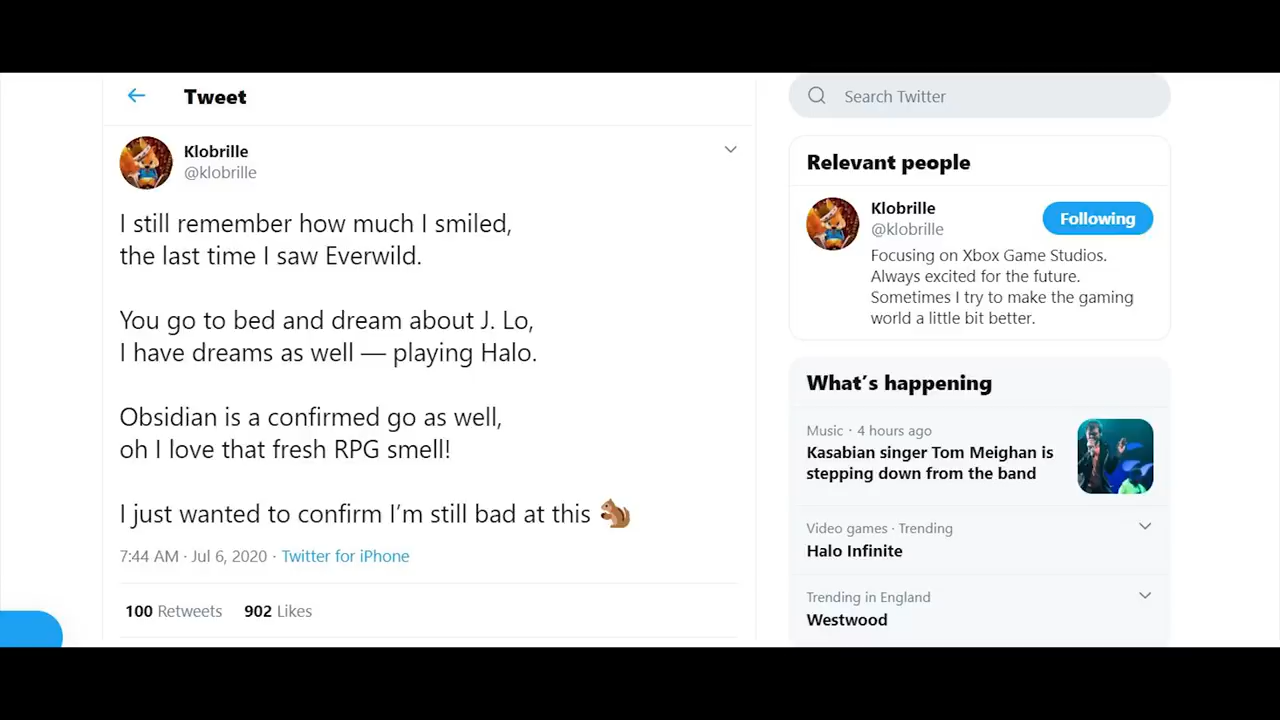 Tweet
Klobrille
@klobrille
I still remember how much I smiled,
the last time I saw Everwild.
You go to bed and dream about J. Lo,
I have dreams as well — playing Halo.
Obsidian is a confirmed go as well,
oh I love that fresh RPG smell!
I just wanted to confirm I’m still bad at this 🐿️
7:44 AM · Jul 6, 2020 · Twitter for iPhone
100 Retweets 902 Likes
Search Twitter
Relevant people
Klobrille
@klobrille
Following
Focusing on Xbox Game Studios.
Always excited for the future.
Sometimes I try to make the gaming
world a little bit better.
What’s happening
Music · 4 hours ago
Kasabian singer Tom Meighan is
stepping down from the band
Video games · Trending
Halo Infinite
Trending in England
Westwood